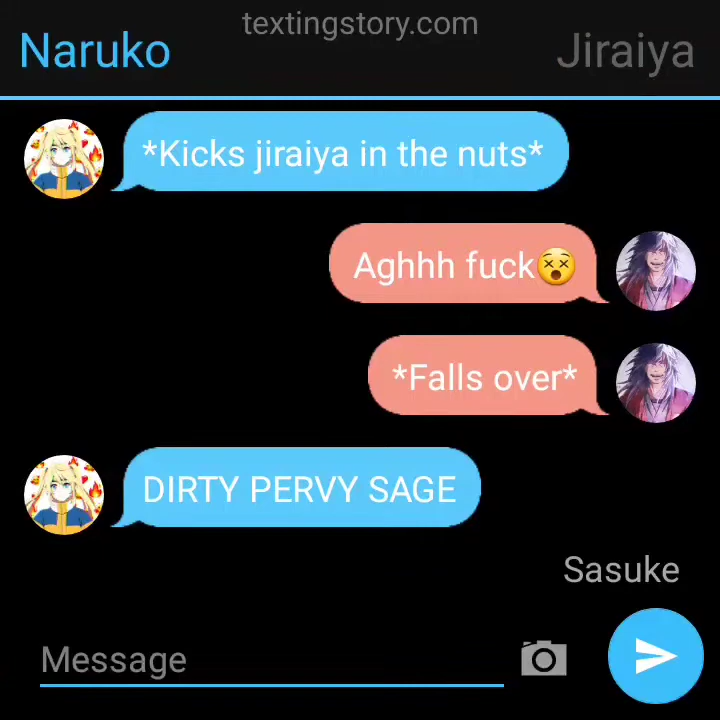 textingstory.com
Naruko
Jiraiya
*Kicks jiraiya in the nuts*
Aghhh fuck😵
*Falls over*
DIRTY PERVY SAGE
Sasuke
Message